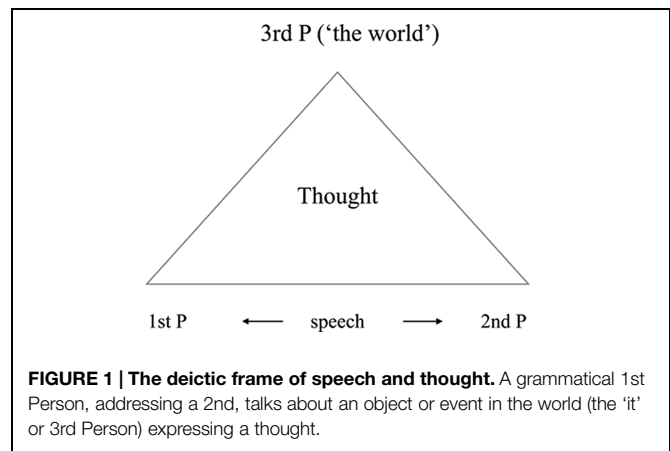 3rd P (‘the world’)
Thought
1st P ← speech → 2nd P
FIGURE 1 | The deictic frame of speech and thought. A grammatical 1st
Person, addressing a 2nd, talks about an object or event in the world (the ‘it’
or 3rd Person) expressing a thought.